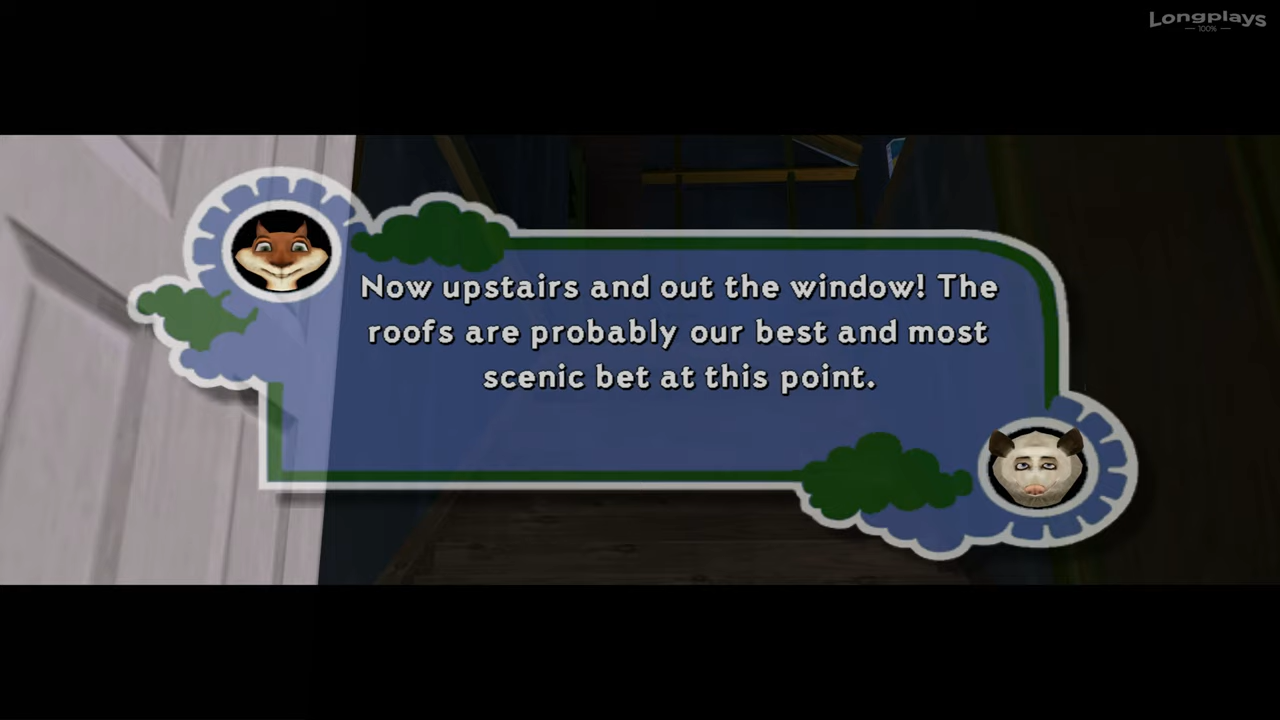 Longplays
100%
Now upstairs and out the window! The
roofs are probably our best and most
scenic bet at this point.